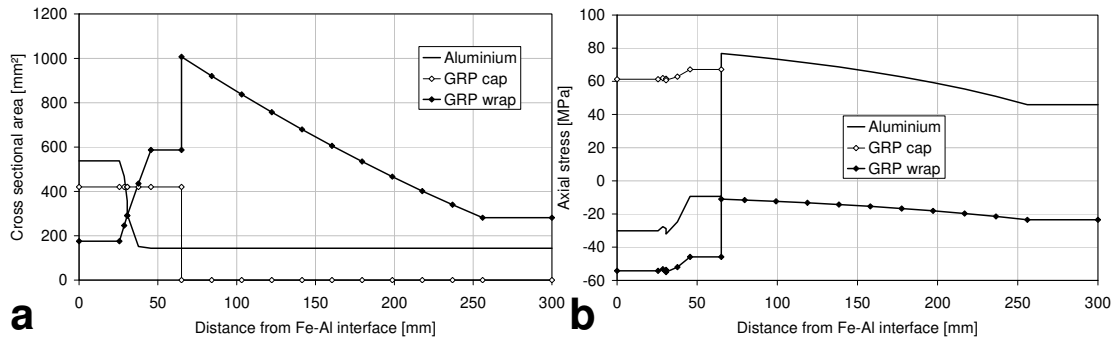 1200
1000
800
600
400
200
0
Cross sectional area [mm²]
Aluminium
GRP cap
GRP wrap
0 50 100 150 200 250 300
Distance from Fe-Al interface [mm]
a
100
80
60
40
20
0
-20
-40
-60
Axial stress [MPa]
Aluminium
GRP cap
GRP wrap
0 50 100 150 200 250 300
Distance from Fe-Al interface [mm]
b